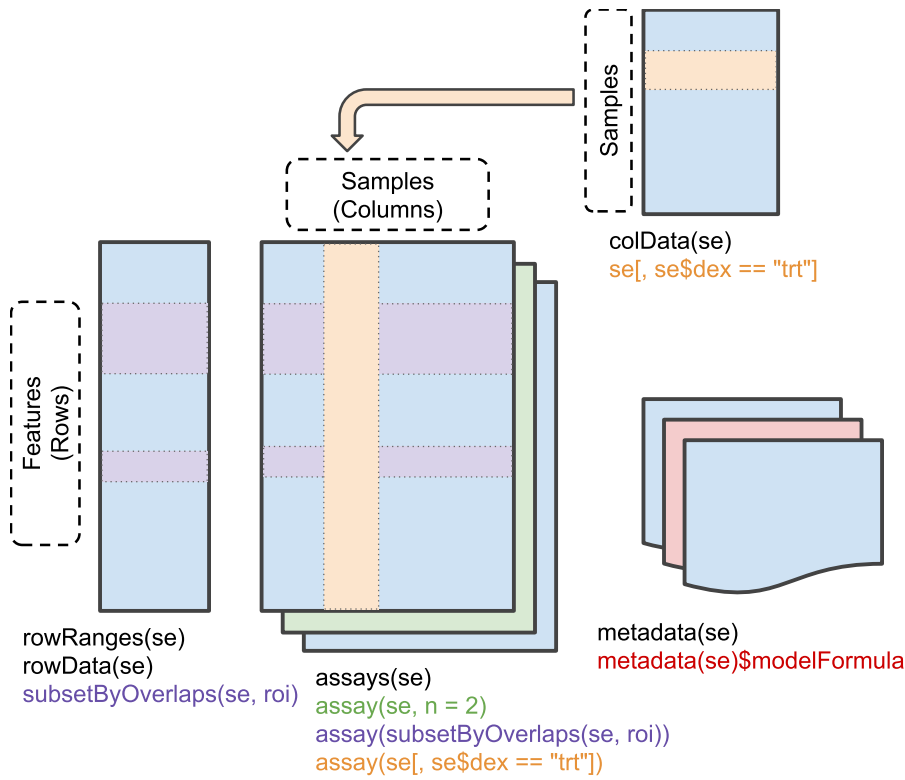 Samples
Samples
(Columns)
colData(se)
se[, se$dex == "trt"]
Features
(Rows)
rowRanges(se)
rowData(se)
subsetByOverlaps(se, roi)
assays(se)
assay(se, n = 2)
assay(subsetByOverlaps(se, roi))
assay(se[, se$dex == "trt"])
metadata(se)
metadata(se)$modelFormula